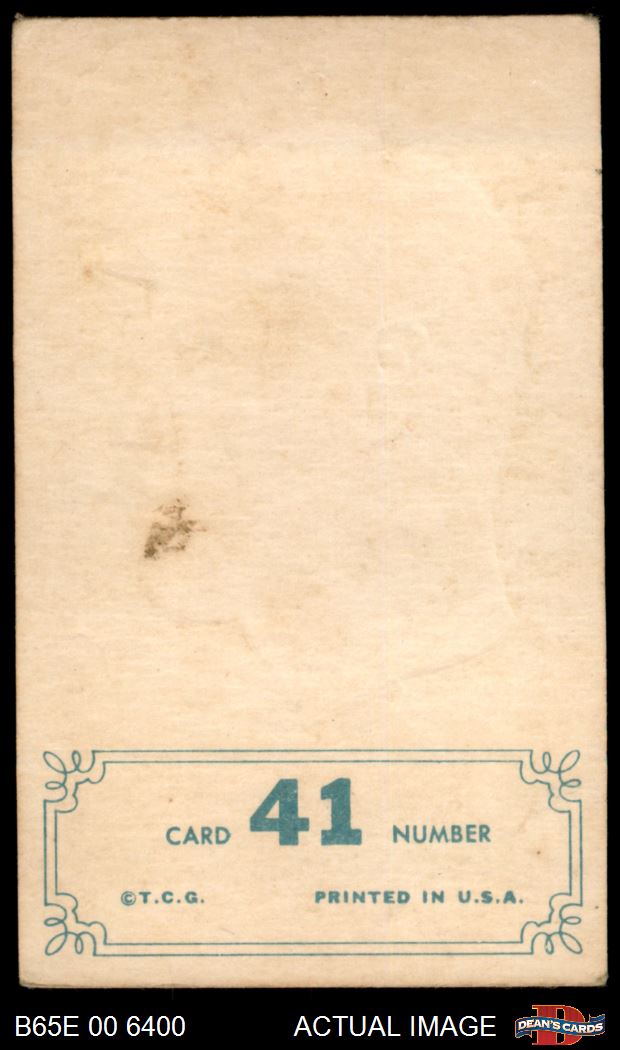 CARD 41 NUMBER
©T.C.G. PRINTED IN U.S.A.
B65E 00 6400 ACTUAL IMAGE DEAN'S CARDS